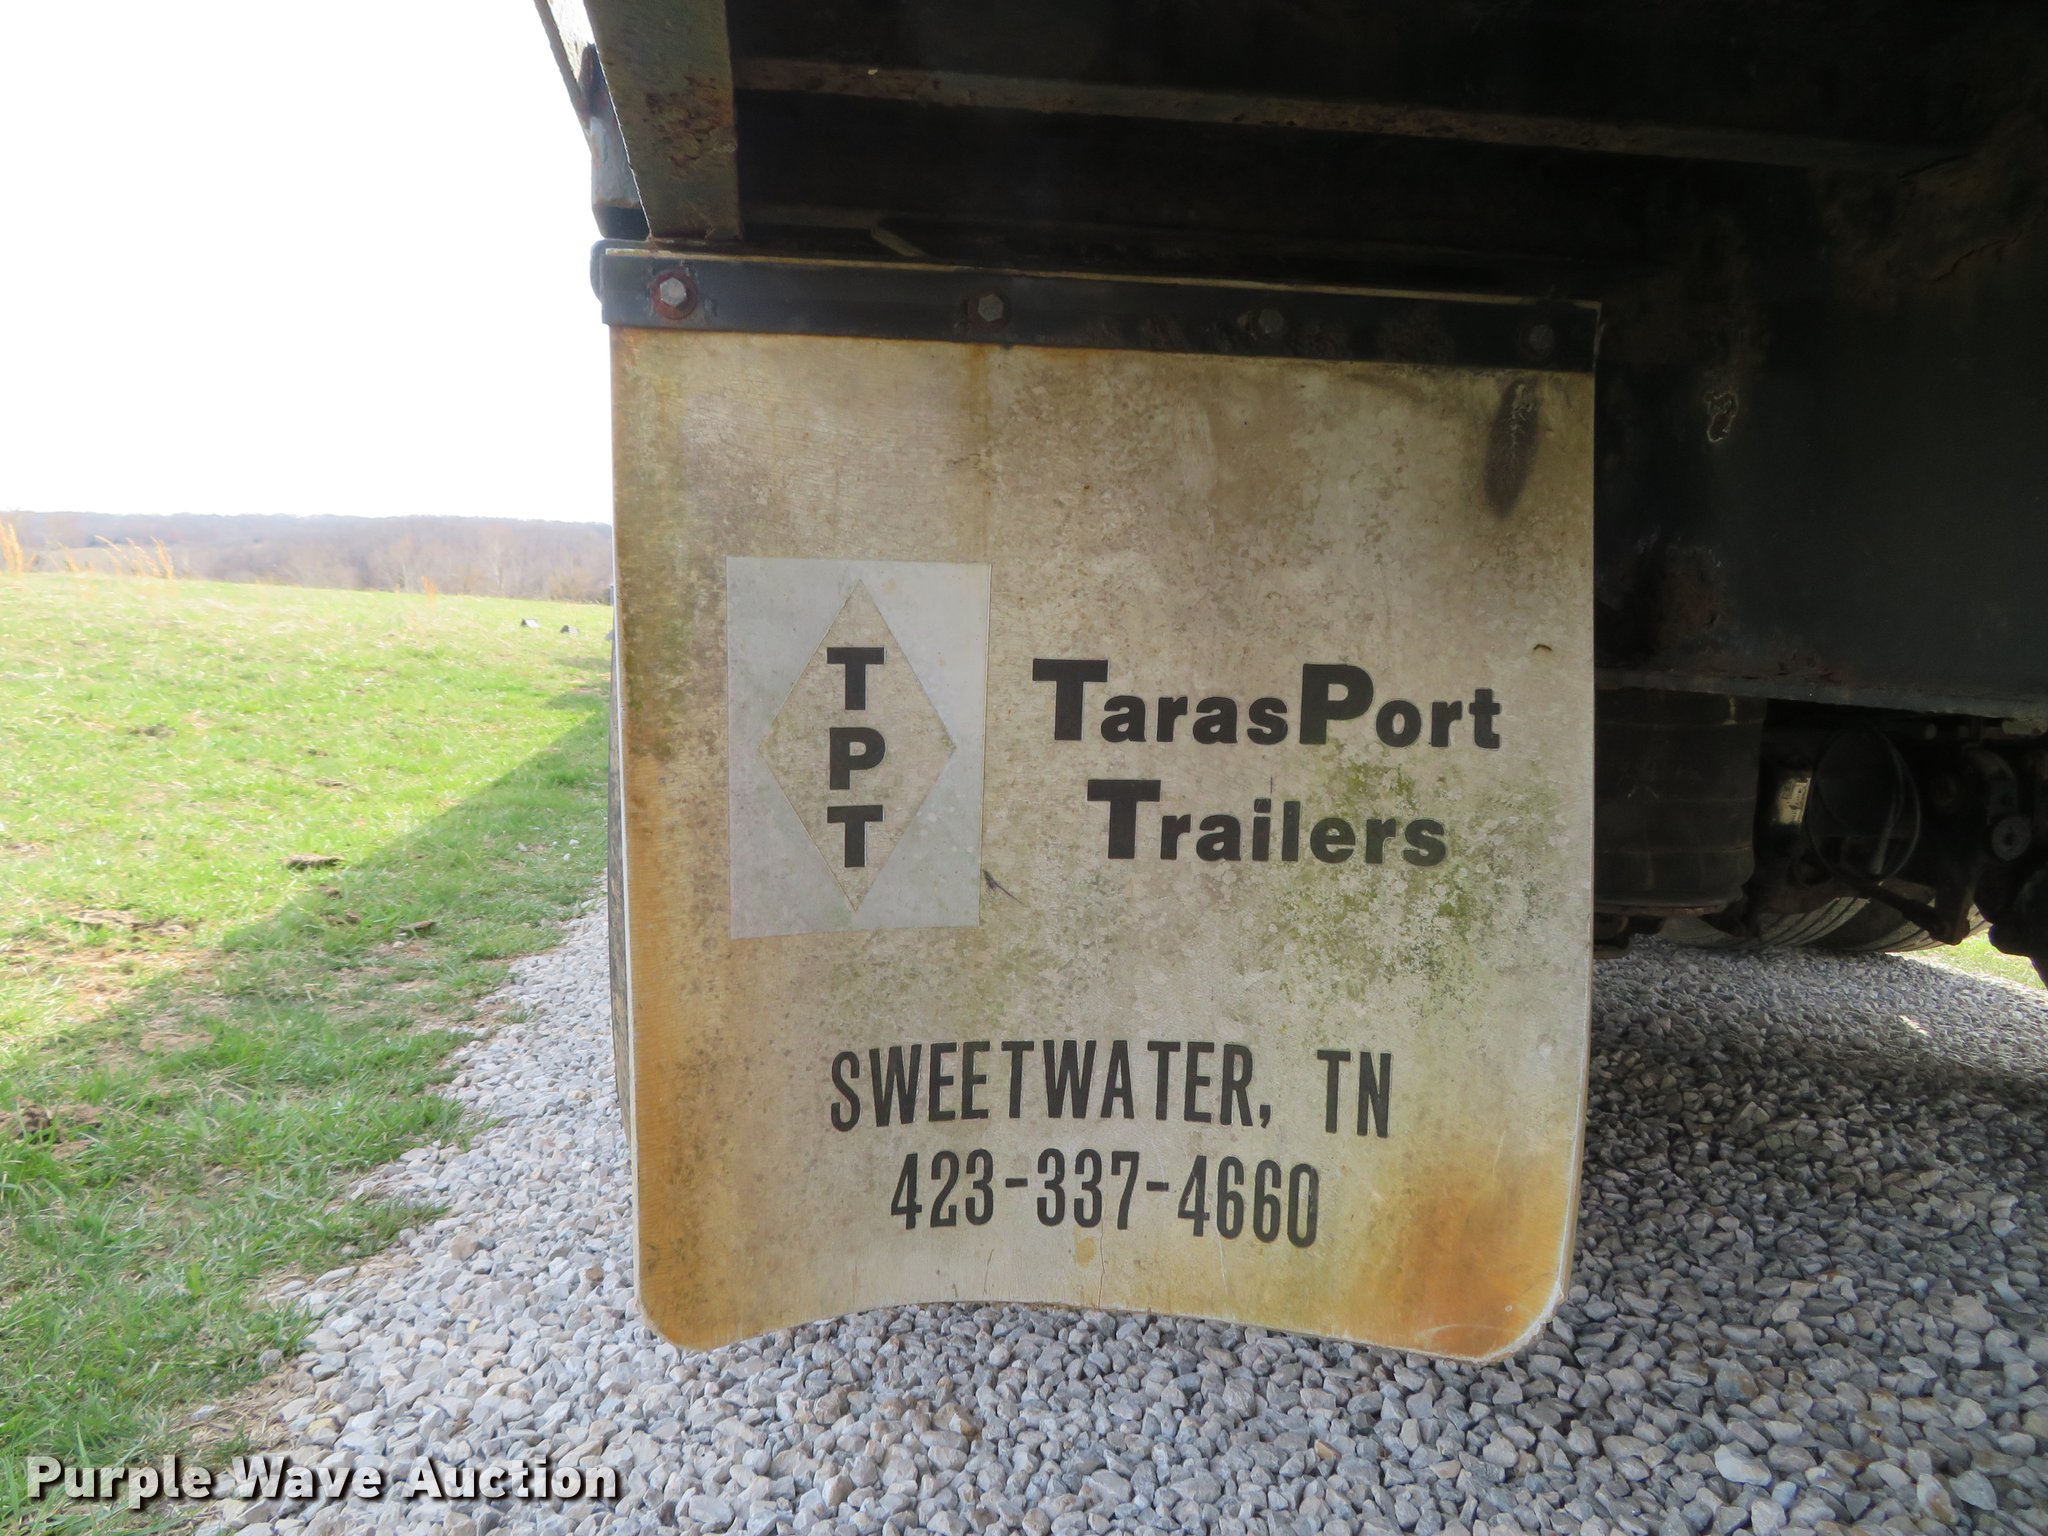 T
P
T
TarasPort
Trailers
SWEETWATER, TN
423-337-4660
Purple Wave Auction